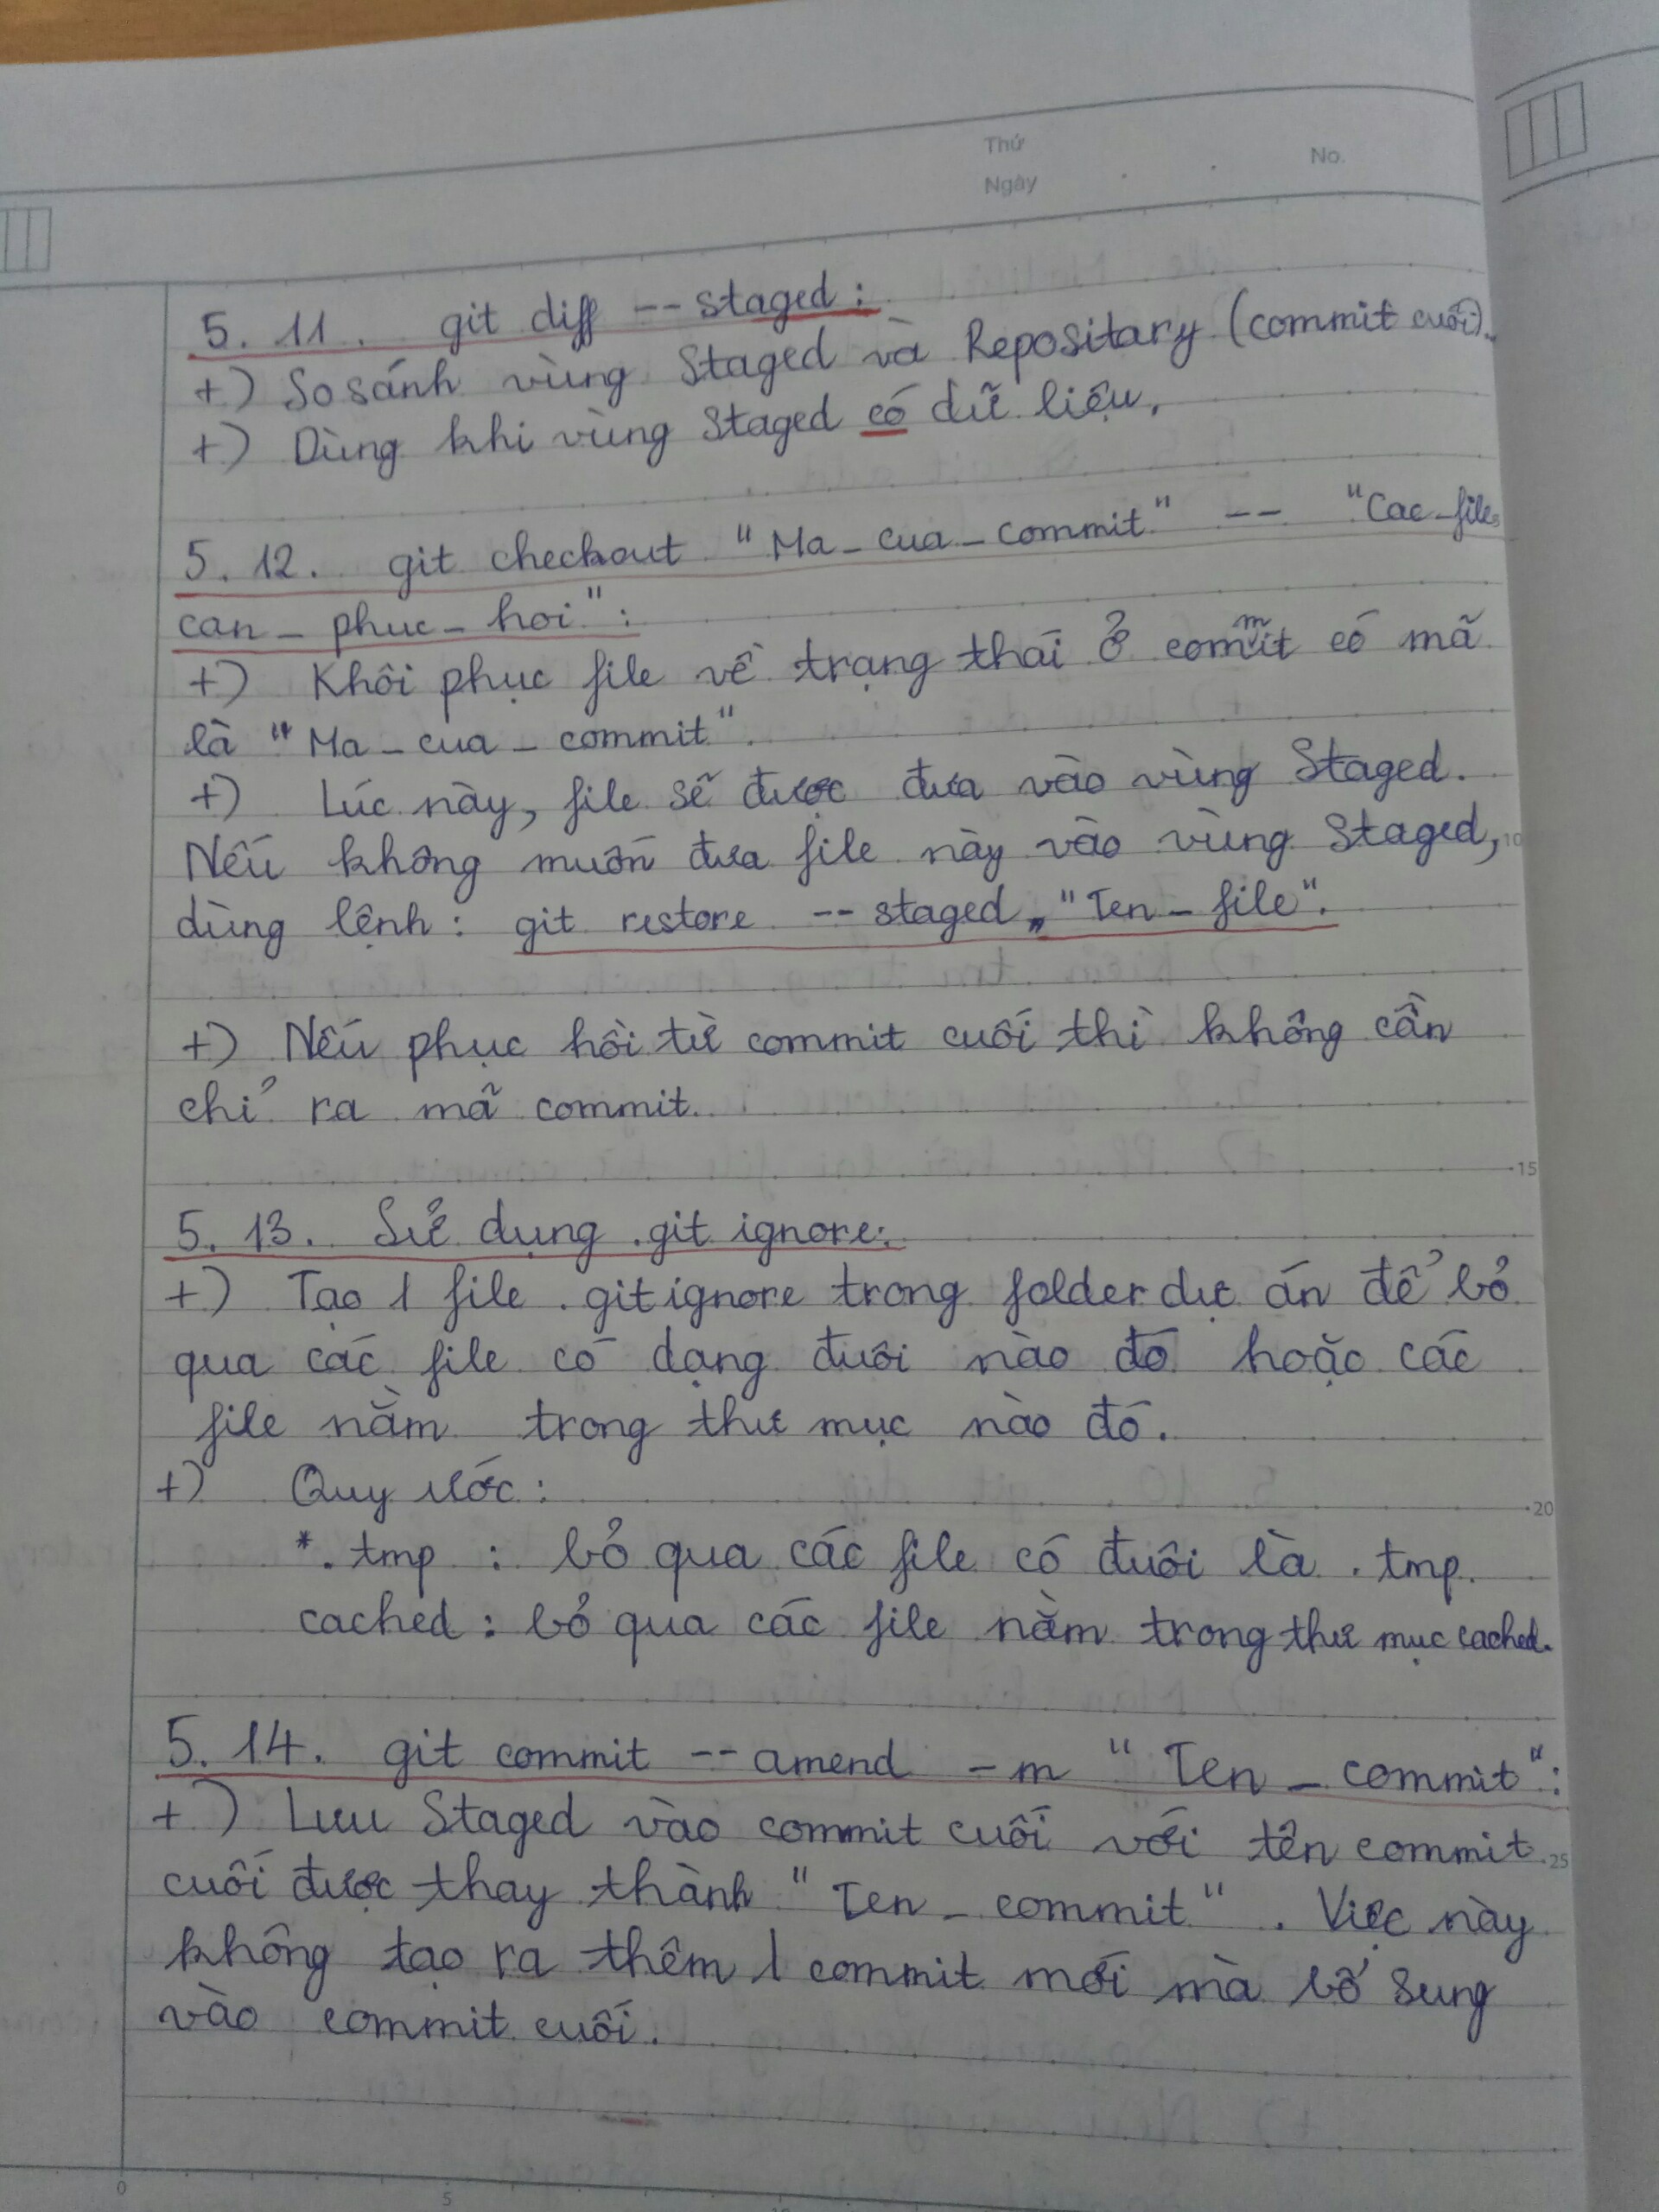 Thứ
Ngày
No.
5. 11. git diff --staged:
+) So sánh vùng Staged và Repositary (commit cuối).
+) Dùng khi vùng Staged có dữ liệu.
5. 12. git checkout "Ma_cua_commit" -- "Cac_file_
can_phuc_hoi":
+) Khôi phục file về trạng thái ở commit có mã
là "Ma_cua_commit".
+) Lúc này, file sẽ được đưa vào vùng Staged.
Nếu không muốn đưa file này vào vùng Staged,
dùng lệnh: git restore --staged "Ten_file".
+) Nếu phục hồi từ commit cuối thì không cần
chỉ ra mã commit.
5. 13. Sử dụng .git ignore:
+) Tạo 1 file .gitignore trong folder dự án để bỏ
qua các file có dạng đuôi nào đó hoặc các
file nằm trong thư mục nào đó.
+) Quy ước:
*.tmp : bỏ qua các file có đuôi là .tmp.
cached : bỏ qua các file nằm trong thư mục cached.
5. 14. git commit --amend -m "Ten_commit":
+) Lưu Staged vào commit cuối với tên commit
cuối được thay thành "Ten_commit". Việc này
không tạo ra thêm 1 commit mới mà bổ sung
vào commit cuối.
10
15
20
25
0
5
10